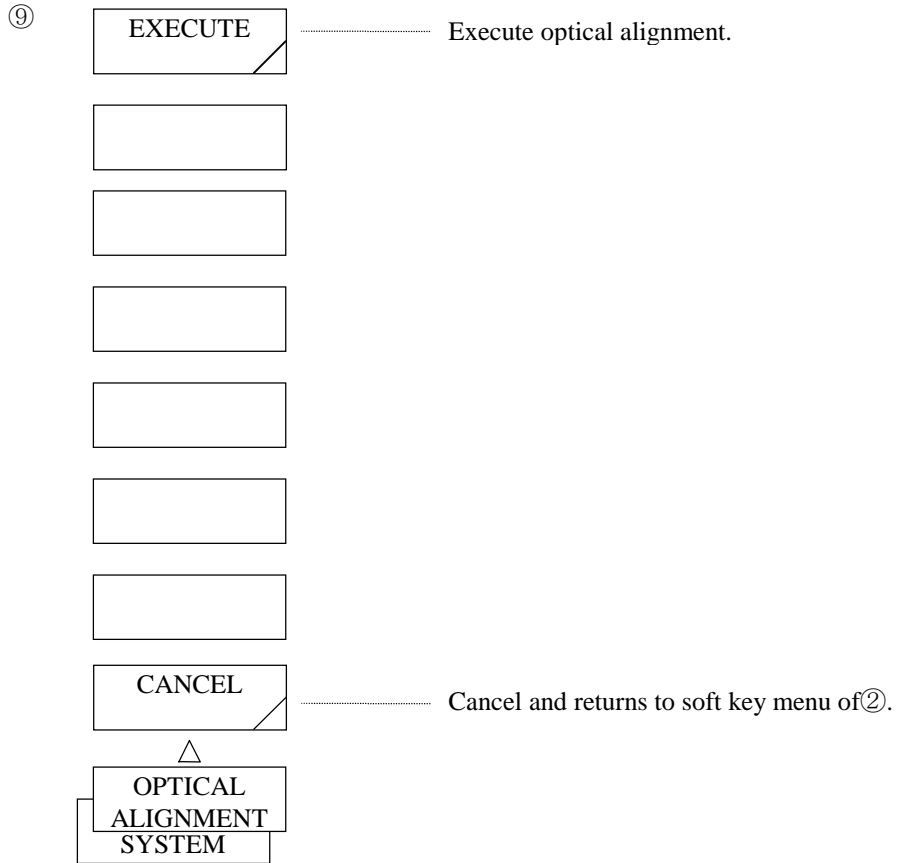 ⑨
EXECUTE Execute optical alignment.
CANCEL Cancel and returns to soft key menu of②.
△
OPTICAL
ALIGNMENT
SYSTEM